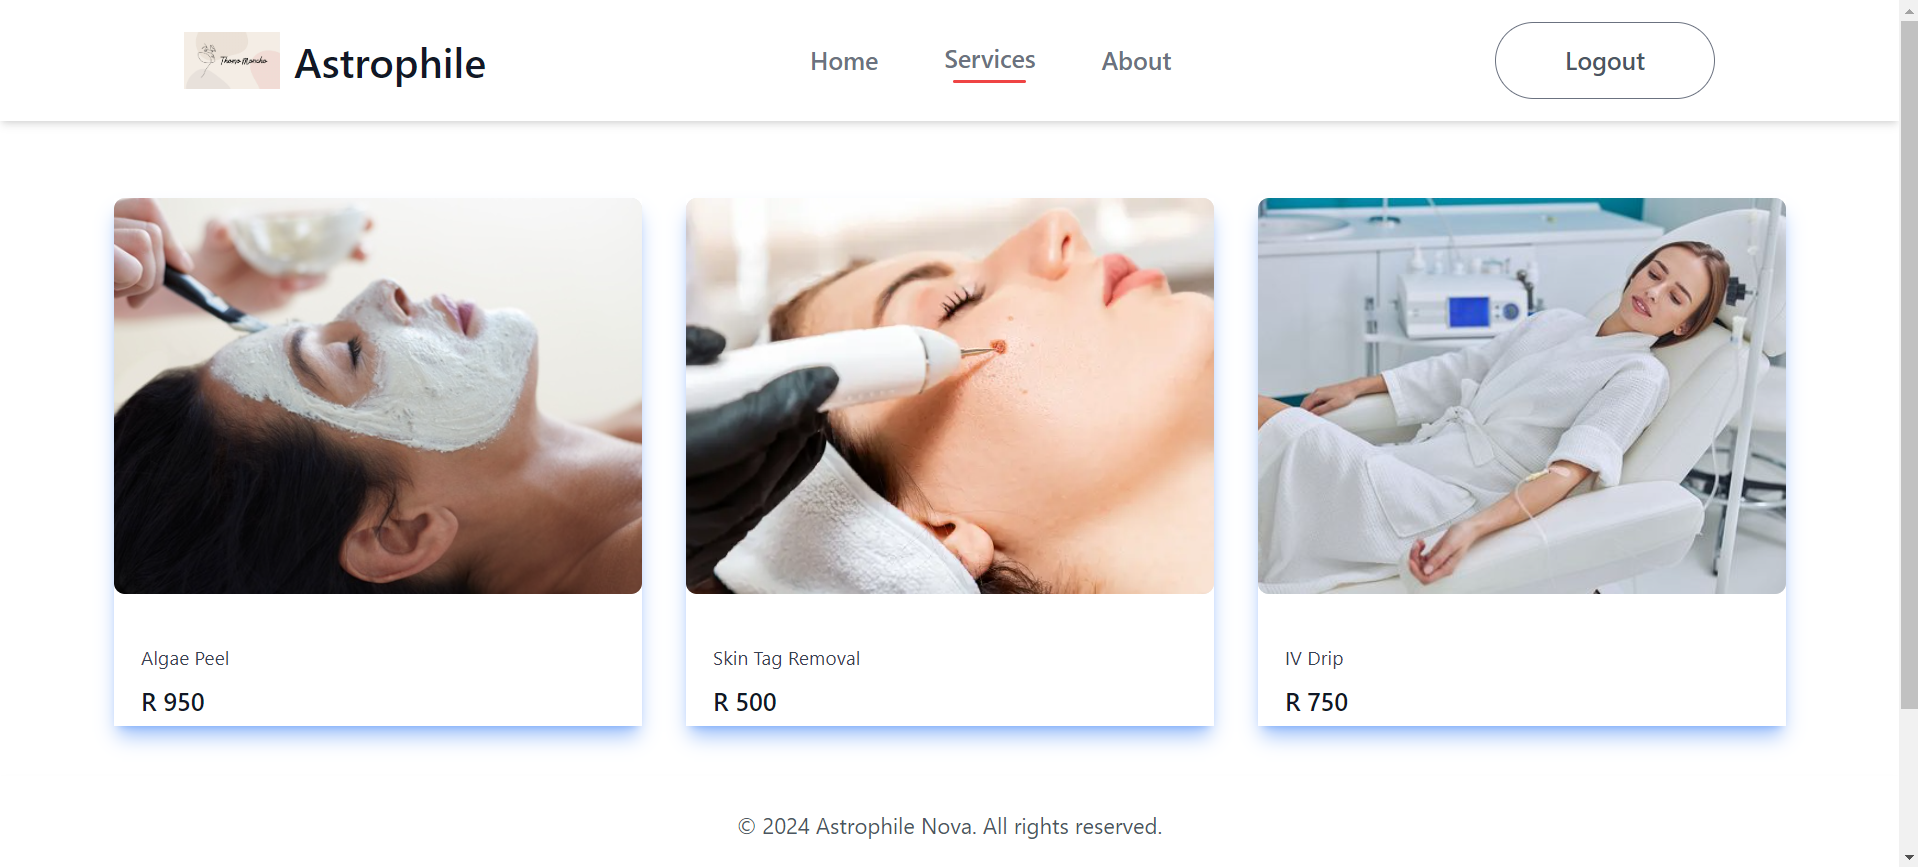 Thomo Mancho
Astrophile
Home
Services
About
Logout
Algae Peel
R 950
Skin Tag Removal
R 500
IV Drip
R 750
© 2024 Astrophile Nova. All rights reserved.